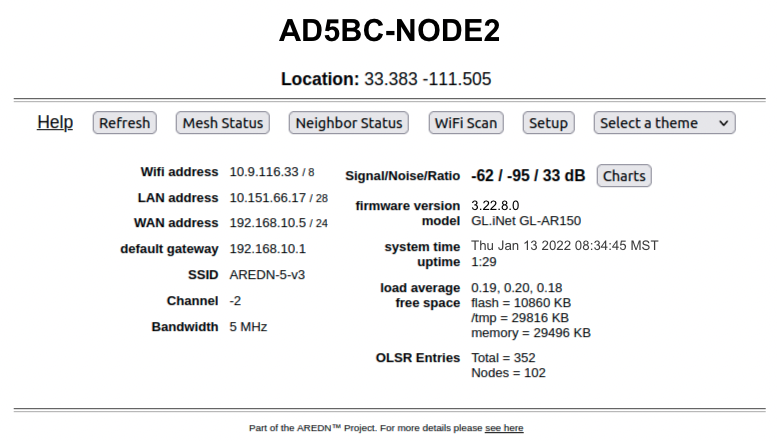 AD5BC-NODE2
Location: 33.383 -111.505
Help Refresh Mesh Status Neighbor Status WiFi Scan Setup Select a theme
Wifi address 10.9.116.33 / 8
LAN address 10.151.66.17 / 28
WAN address 192.168.10.5 / 24
default gateway 192.168.10.1
SSID AREDN-5-v3
Channel -2
Bandwidth 5 MHz
Signal/Noise/Ratio -62 / -95 / 33 dB Charts
firmware version 3.22.8.0
model GL.iNet GL-AR150
system time Thu Jan 13 2022 08:34:45 MST
uptime 1:29
load average 0.19, 0.20, 0.18
free space flash = 10860 KB
/tmp = 29816 KB
memory = 29496 KB
OLSR Entries Total = 352
Nodes = 102
Part of the AREDN™ Project. For more details please see here